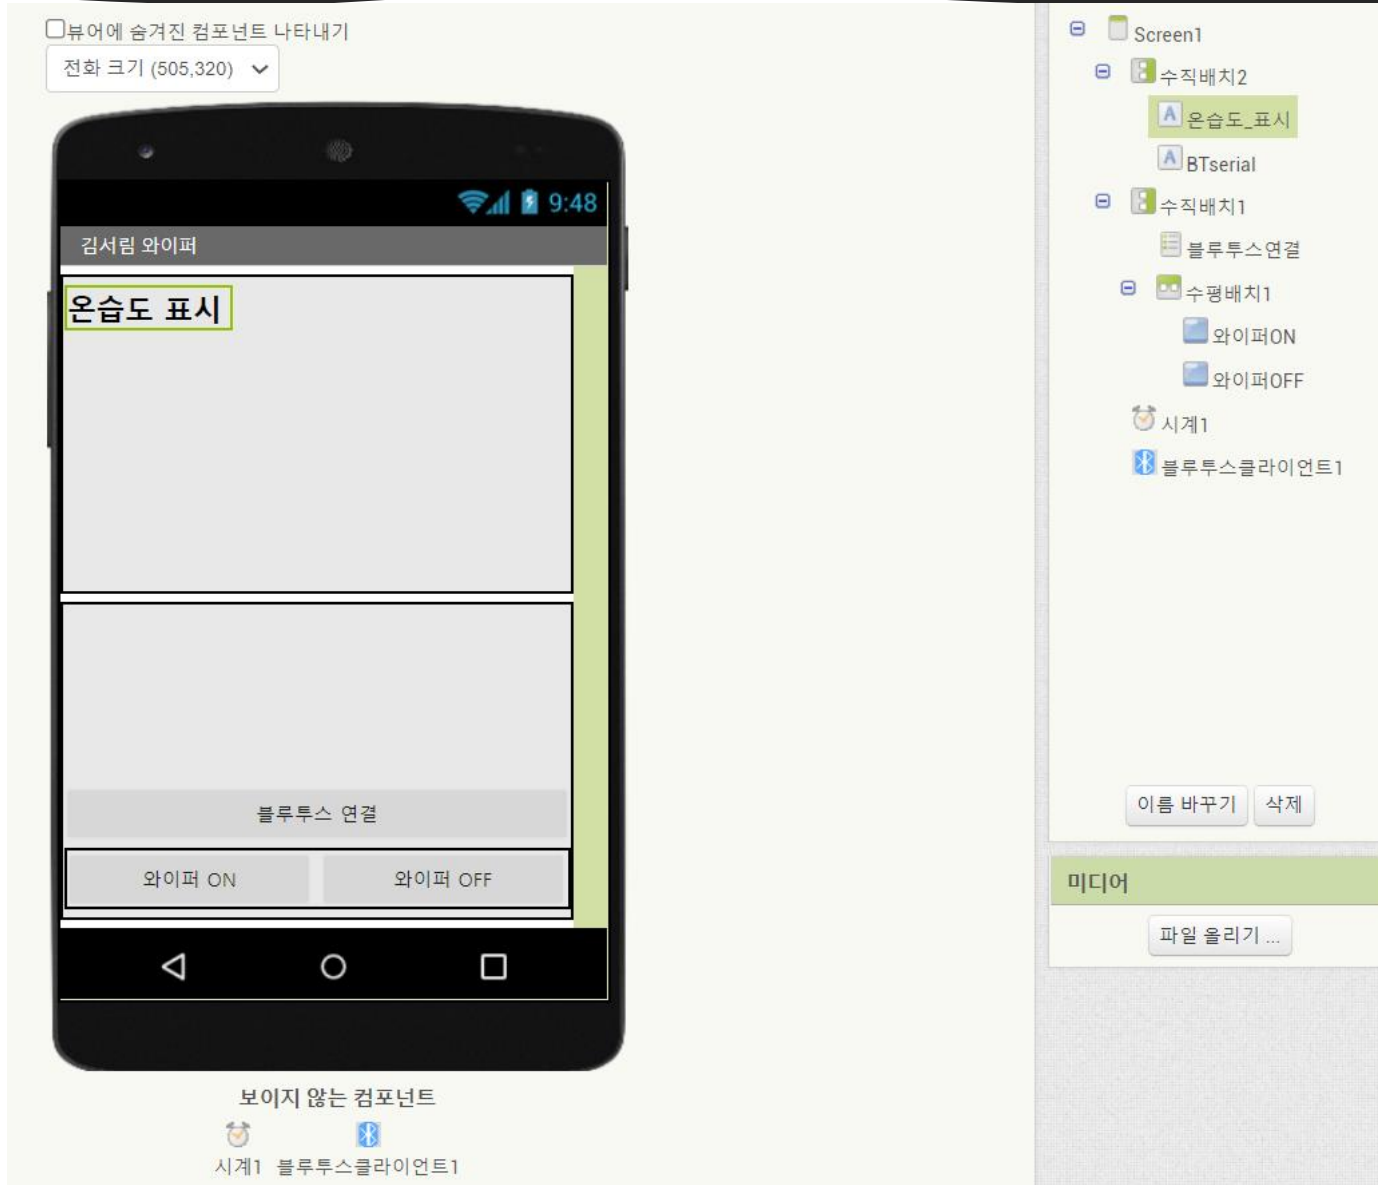 뷰어에 숨겨진 컴포넌트 나타내기
전화 크기 (505,320)
9:48
김서림 와이퍼
온습도 표시
블루투스 연결
와이퍼 ON
와이퍼 OFF
보이지 않는 컴포넌트
시계1
블루투스클라이언트1
Screen1
수직배치2
온습도_표시
BTserial
수직배치1
블루투스연결
수평배치1
와이퍼ON
와이퍼OFF
시계1
블루투스클라이언트1
이름 바꾸기
삭제
미디어
파일 올리기 ...